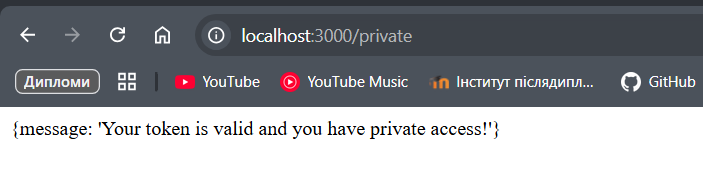 localhost:3000/private
Дипломи YouTube YouTube Music Інститут післядипл... GitHub
{message: 'Your token is valid and you have private access!'}